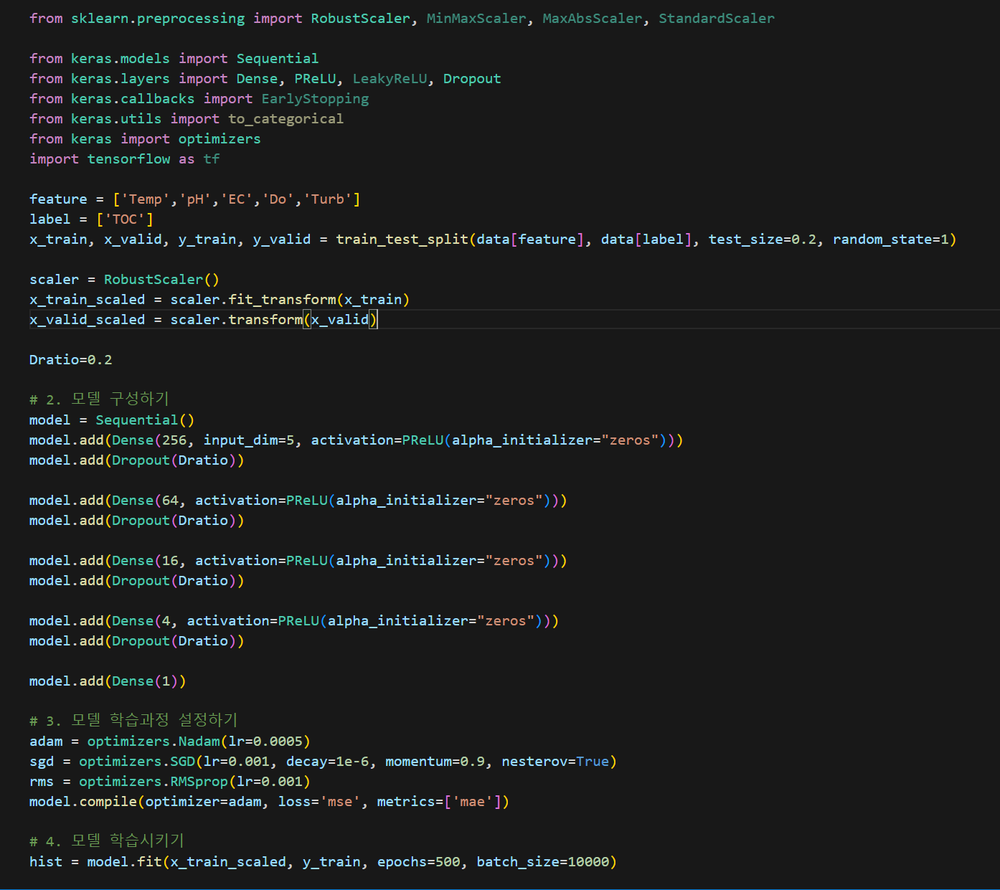 from sklearn.preprocessing import RobustScaler, MinMaxScaler, MaxAbsScaler, StandardScaler
from keras.models import Sequential
from keras.layers import Dense, PReLU, LeakyReLU, Dropout
from keras.callbacks import EarlyStopping
from keras.utils import to_categorical
from keras import optimizers
import tensorflow as tf
feature = ['Temp','pH','EC','Do','Turb']
label = ['TOC']
x_train, x_valid, y_train, y_valid = train_test_split(data[feature], data[label], test_size=0.2, random_state=1)
scaler = RobustScaler()
x_train_scaled = scaler.fit_transform(x_train)
x_valid_scaled = scaler.transform(x_valid)
Dratio=0.2
# 2. 모델 구성하기
model = Sequential()
model.add(Dense(256, input_dim=5, activation=PReLU(alpha_initializer="zeros")))
model.add(Dropout(Dratio))
model.add(Dense(64, activation=PReLU(alpha_initializer="zeros")))
model.add(Dropout(Dratio))
model.add(Dense(16, activation=PReLU(alpha_initializer="zeros")))
model.add(Dropout(Dratio))
model.add(Dense(4, activation=PReLU(alpha_initializer="zeros")))
model.add(Dropout(Dratio))
model.add(Dense(1))
# 3. 모델 학습과정 설정하기
adam = optimizers.Nadam(lr=0.0005)
sgd = optimizers.SGD(lr=0.001, decay=1e-6, momentum=0.9, nesterov=True)
rms = optimizers.RMSprop(lr=0.001)
model.compile(optimizer=adam, loss='mse', metrics=['mae'])
# 4. 모델 학습시키기
hist = model.fit(x_train_scaled, y_train, epochs=500, batch_size=10000)